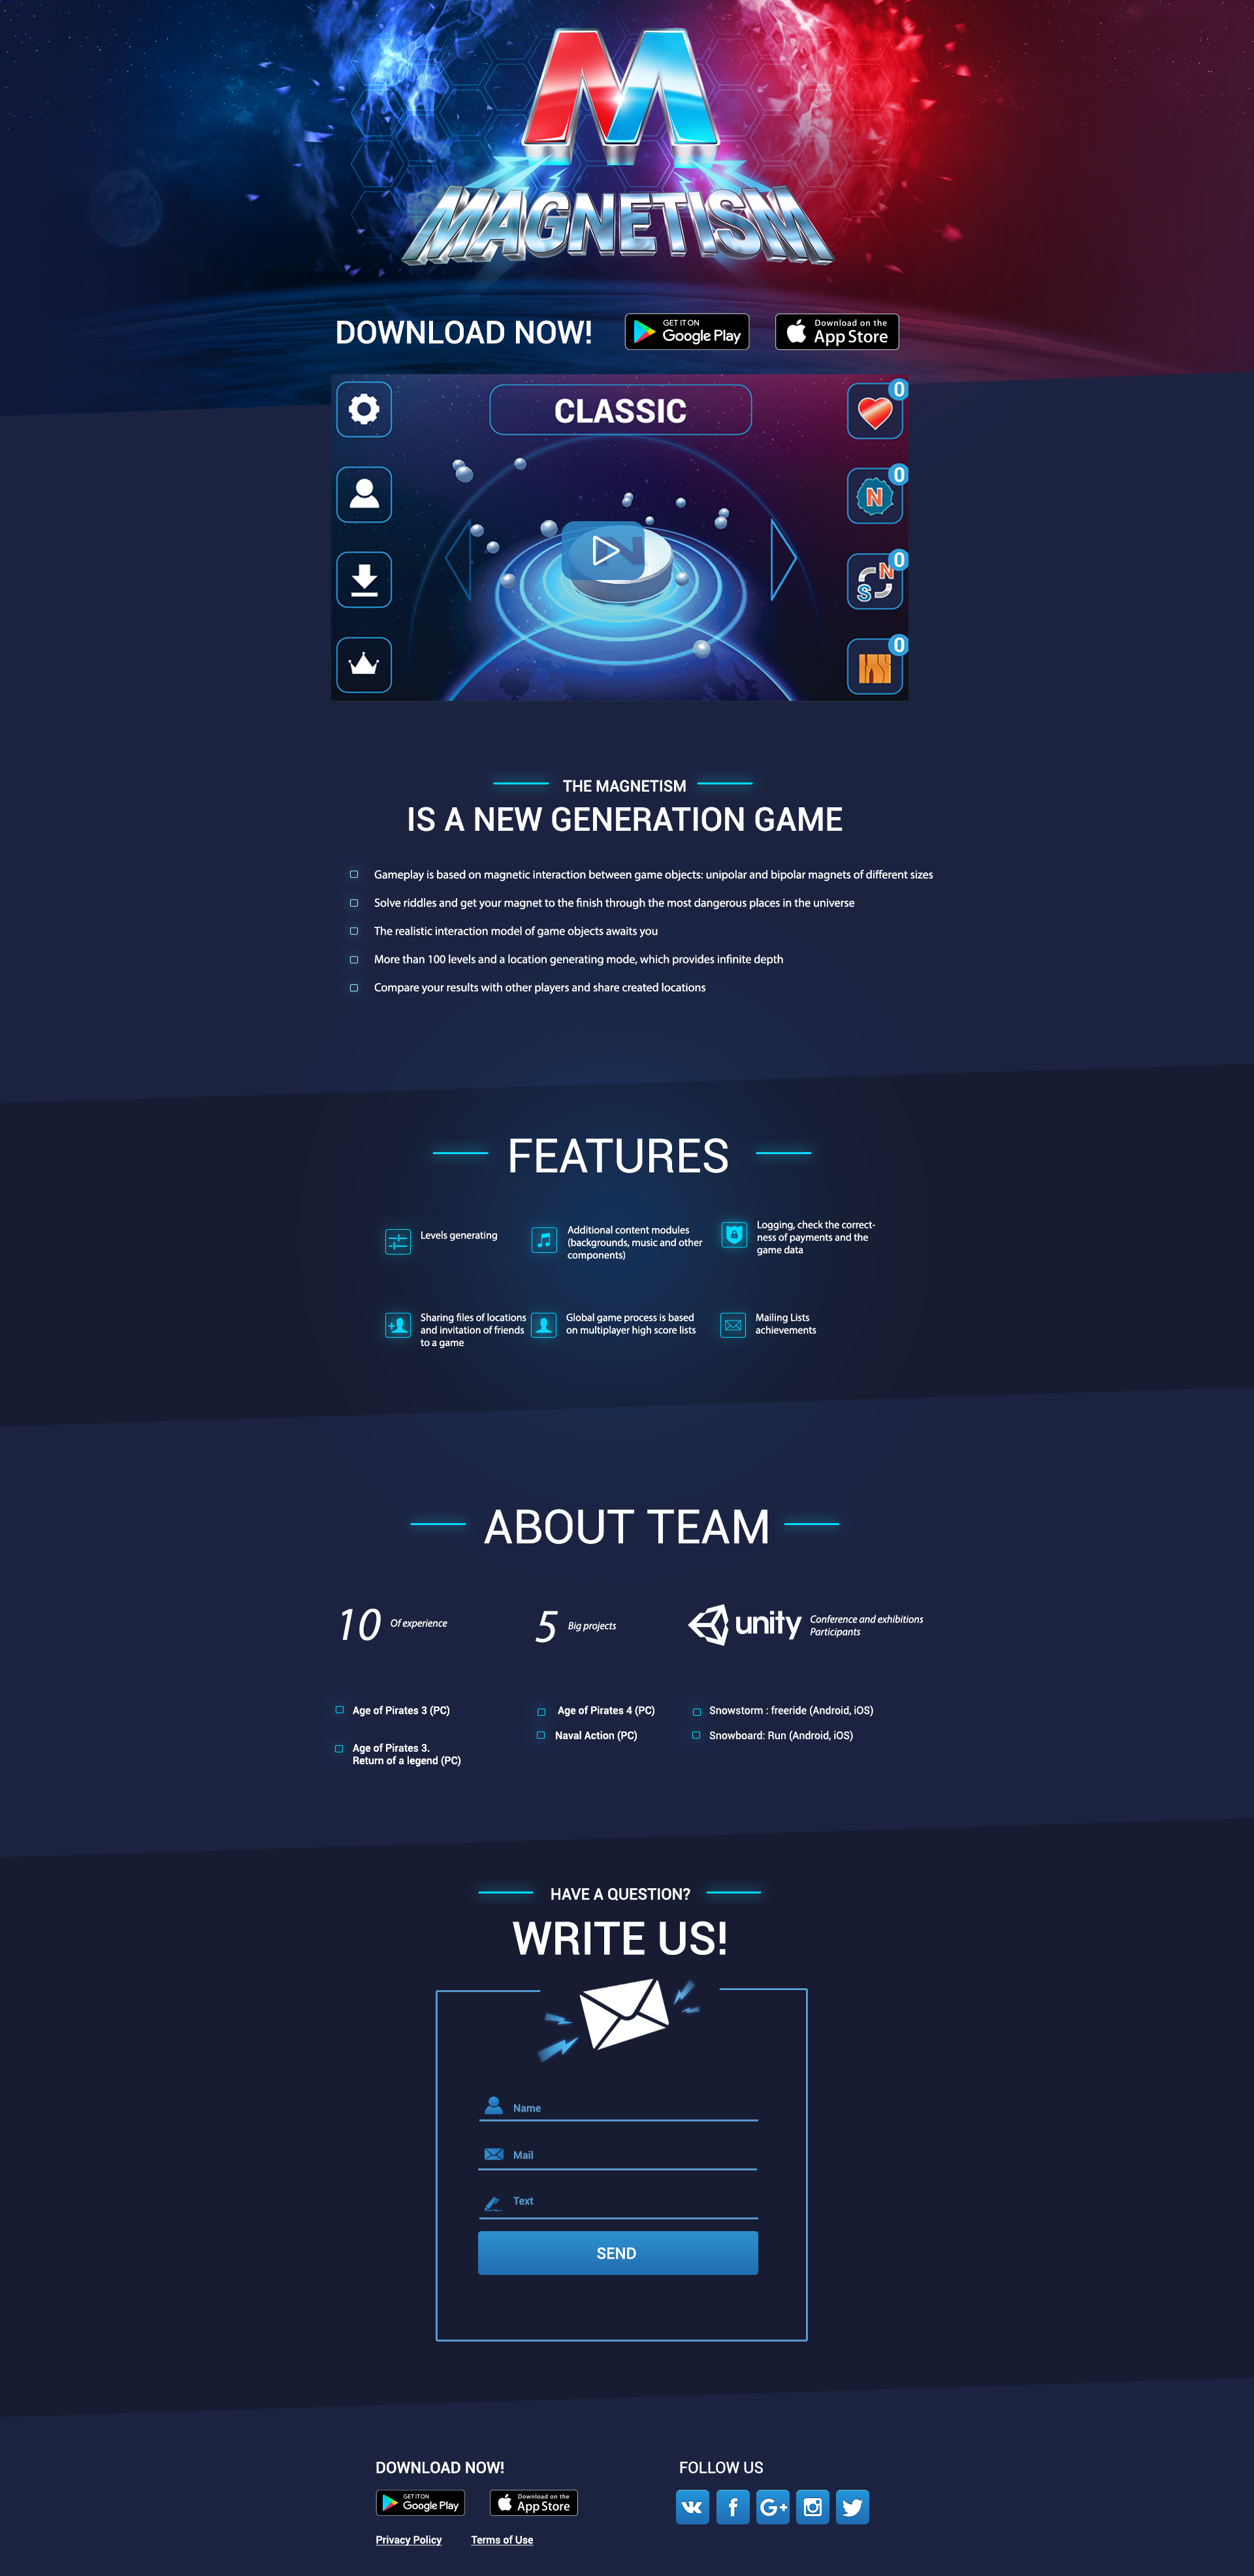 M
MAGNETISM
DOWNLOAD NOW!
GET IT ON
Google Play
Download on the
App Store
CLASSIC
0
0
N
0
N
S
0
N
THE MAGNETISM
IS A NEW GENERATION GAME
Gameplay is based on magnetic interaction between game objects: unipolar and bipolar magnets of different sizes
Solve riddles and get your magnet to the finish through the most dangerous places in the universe
The realistic interaction model of game objects awaits you
More than 100 levels and a location generating mode, which provides infinite depth
Compare your results with other players and share created locations
FEATURES
Levels generating
Additional content modules
(backgrounds, music and other
components)
Logging, check the correct-
ness of payments and the
game data
Sharing files of locations
and invitation of friends
to a game
Global game process is based
on multiplayer high score lists
Mailing Lists
achievements
ABOUT TEAM
10 Of experience
5 Big projects
unity
Conference and exhibitions
Participants
Age of Pirates 3 (PC)
Age of Pirates 3.
Return of a legend (PC)
Age of Pirates 4 (PC)
Naval Action (PC)
Snowstorm : freeride (Android, iOS)
Snowboard: Run (Android, iOS)
HAVE A QUESTION?
WRITE US!
Name
Mail
Text
SEND
DOWNLOAD NOW!
GET IT ON
Google Play
Download on the
App Store
Privacy Policy
Terms of Use
FOLLOW US
f
G+